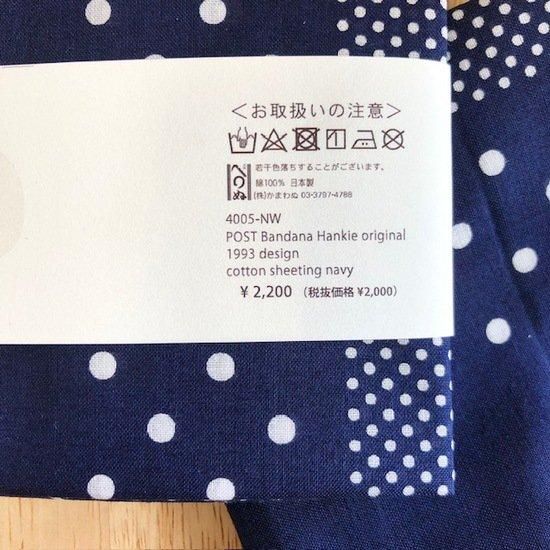 ＜お取扱いの注意＞
若干色落ちすることがございます。
綿100% 日本製
(株)かまわぬ 03-3797-4788
4005-NW
POST Bandana Hankie original
1993 design
cotton sheeting navy
￥2,200 （税抜価格 ¥2,000）